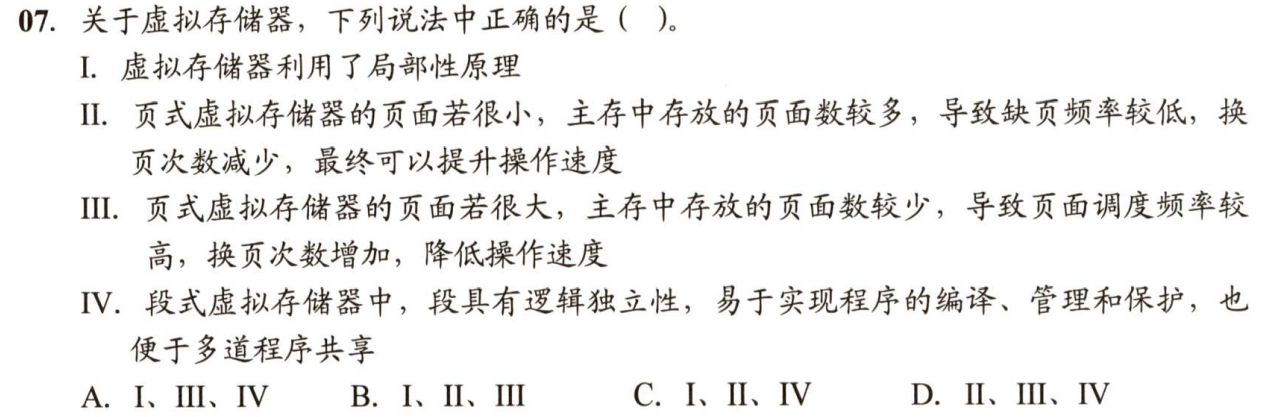 07. 关于虚拟存储器，下列说法中正确的是（ ）。
I. 虚拟存储器利用了局部性原理
II. 页式虚拟存储器的页面若很小，主存中存放的页面数较多，导致缺页频率较低，换
页次数减少，最终可以提升操作速度
III. 页式虚拟存储器的页面若很大，主存中存放的页面数较少，导致页面调度频率较
高，换页次数增加，降低操作速度
IV. 段式虚拟存储器中，段具有逻辑独立性，易于实现程序的编译、管理和保护，也
便于多道程序共享
A. I、III、IV B. I、II、III C. I、II、IV D. II、III、IV